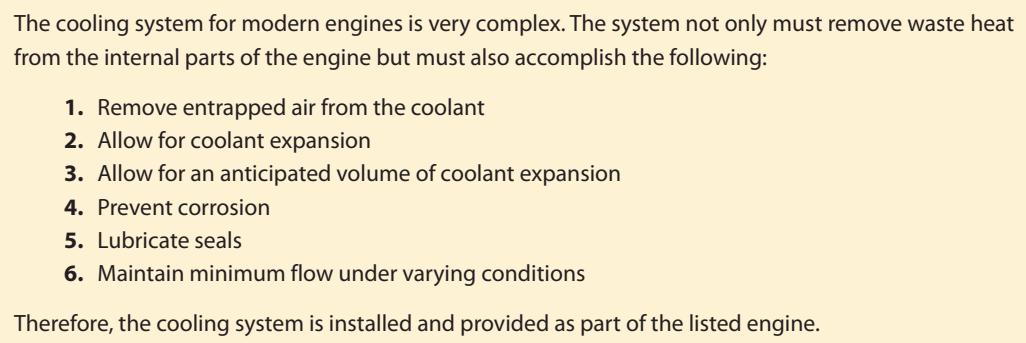 The cooling system for modern engines is very complex. The system not only must remove waste heat
from the internal parts of the engine but must also accomplish the following:
1. Remove entrapped air from the coolant
2. Allow for coolant expansion
3. Allow for an anticipated volume of coolant expansion
4. Prevent corrosion
5. Lubricate seals
6. Maintain minimum flow under varying conditions
Therefore, the cooling system is installed and provided as part of the listed engine.